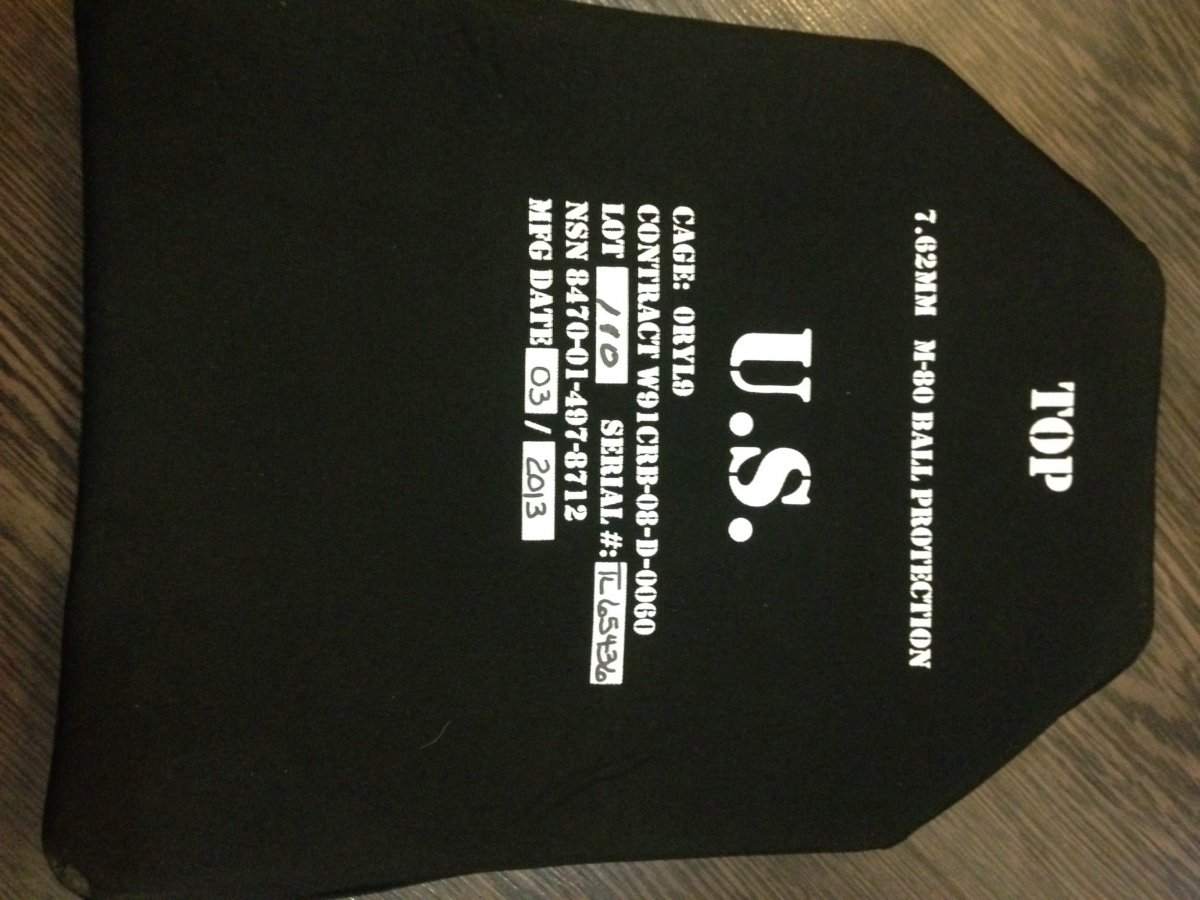 TOP
7.62MM M-80 BALL PROTECTION
U.S.
CAGE: 0RYL9
CONTRACT W91CRB-08-D-0060
LOT 110 SERIAL #: TL65436
NSN 8470-01-497-8712
MFG DATE 03 / 2013